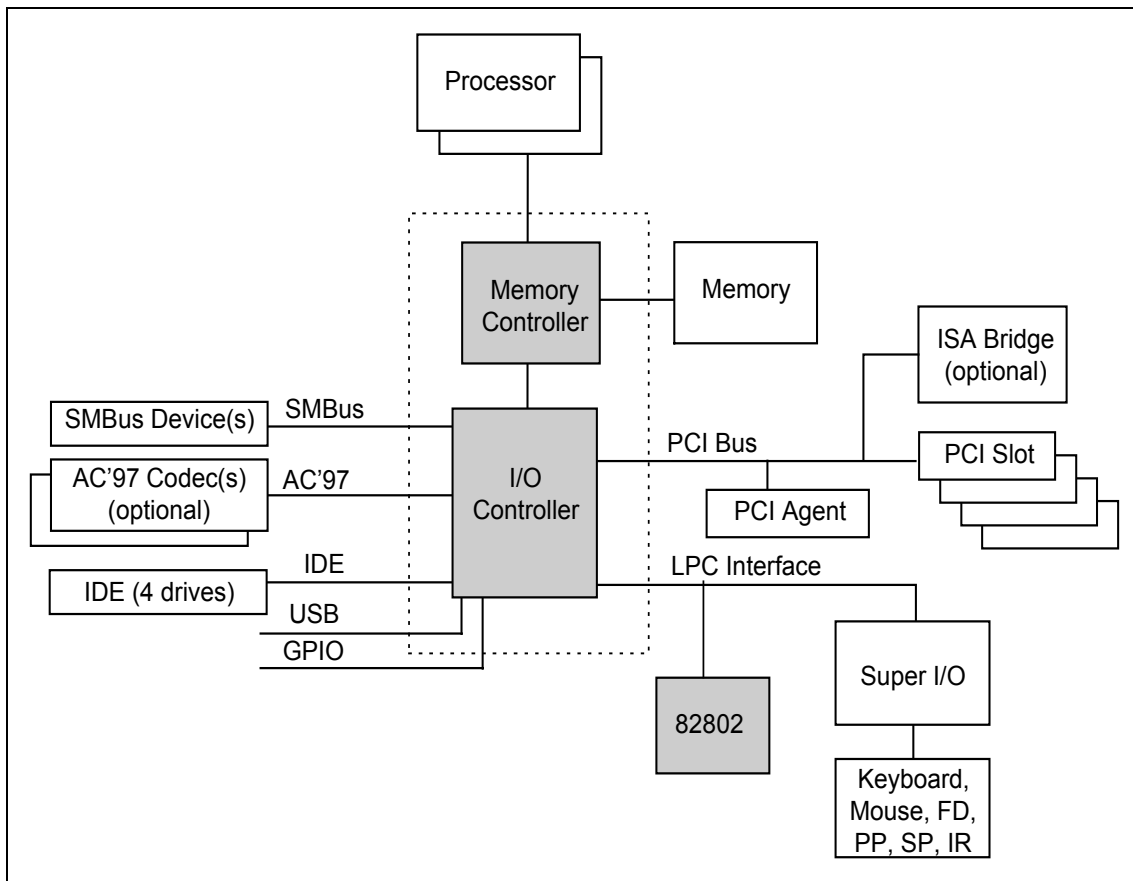 Processor
Memory
Controller
Memory
ISA Bridge
(optional)
SMBus Device(s)
SMBus
AC'97 Codec(s)
(optional)
AC'97
I/O
Controller
PCI Bus
PCI Slot
PCI Agent
IDE (4 drives)
IDE
USB
GPIO
LPC Interface
82802
Super I/O
Keyboard,
Mouse, FD,
PP, SP, IR